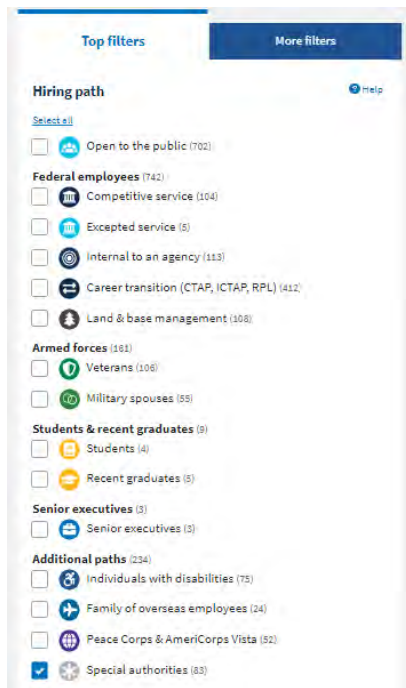 Top filters
More filters
Hiring path
Help
Select all
Open to the public (702)
Federal employees (742)
Competitive service (104)
Excepted service (5)
Internal to an agency (113)
Career transition (CTAP, ICTAP, RPL) (412)
Land & base management (108)
Armed forces (161)
Veterans (106)
Military spouses (55)
Students & recent graduates (9)
Students (4)
Recent graduates (5)
Senior executives (3)
Senior executives (3)
Additional paths (234)
Individuals with disabilities (75)
Family of overseas employees (24)
Peace Corps & AmeriCorps Vista (52)
Special authorities (83)